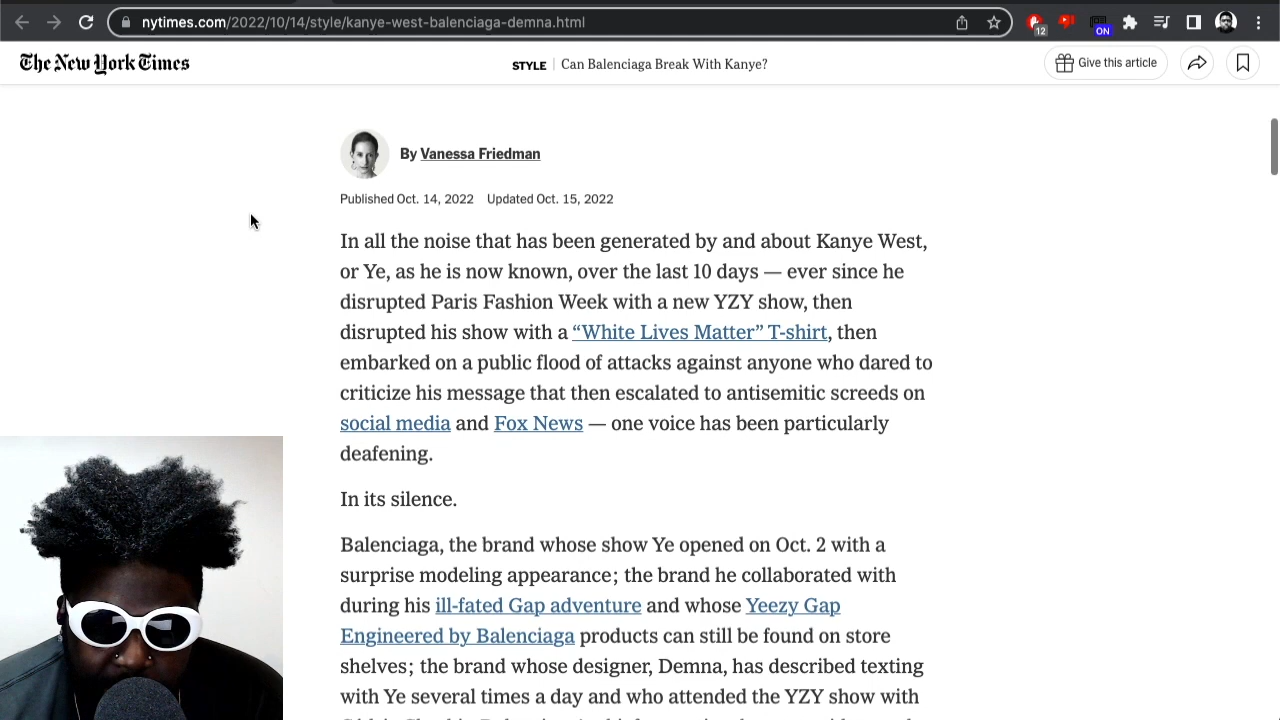 nytimes.com/2022/10/14/style/kanye-west-balenciaga-demna.html
12
ON
The New York Times
STYLE | Can Balenciaga Break With Kanye?
Give this article
By Vanessa Friedman
Published Oct. 14, 2022 Updated Oct. 15, 2022
In all the noise that has been generated by and about Kanye West,
or Ye, as he is now known, over the last 10 days — ever since he
disrupted Paris Fashion Week with a new YZY show, then
disrupted his show with a “White Lives Matter” T-shirt, then
embarked on a public flood of attacks against anyone who dared to
criticize his message that then escalated to antisemitic screeds on
social media and Fox News — one voice has been particularly
deafening.
In its silence.
Balenciaga, the brand whose show Ye opened on Oct. 2 with a
surprise modeling appearance; the brand he collaborated with
during his ill-fated Gap adventure and whose Yeezy Gap
Engineered by Balenciaga products can still be found on store
shelves; the brand whose designer, Demna, has described texting
with Ye several times a day and who attended the YZY show with